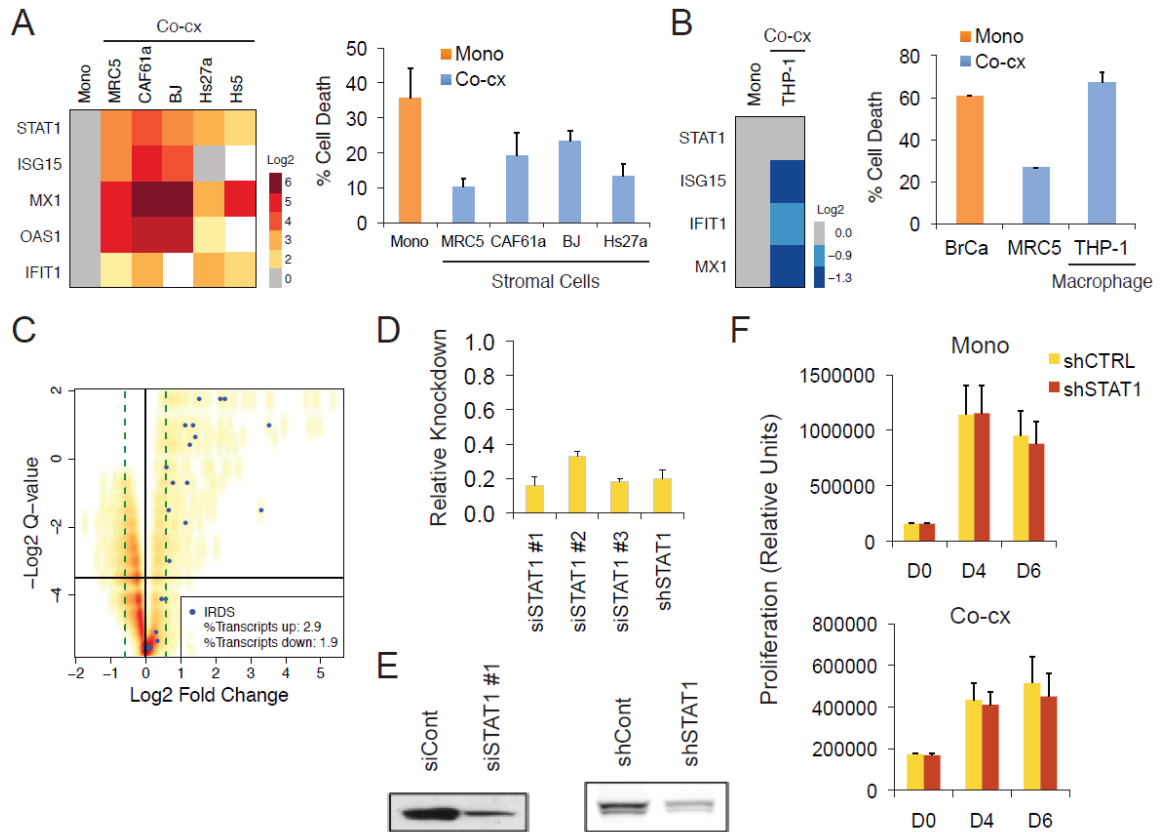 A
Co-cx
Mono
MRC5
CAF61a
BJ
Hs27a
Hs5
STAT1
ISG15
MX1
OAS1
IFIT1
Log2
6
5
4
3
2
0
% Cell Death
50
40
30
20
10
0
Mono
Co-cx
Mono MRC5 CAF61a BJ Hs27a
Stromal Cells
B
Co-cx
Mono
THP-1
STAT1
ISG15
IFIT1
MX1
Log2
0.0
−0.9
−1.3
% Cell Death
80
60
40
20
0
Mono
Co-cx
BrCa MRC5 THP-1
Macrophage
C
−Log2 Q-value
2
0
−2
−4
IRDS
%Transcripts up: 2.9
%Transcripts down: 1.9
−2 −1 0 1 2 3 4 5
Log2 Fold Change
D
Relative Knockdown
1.0
0.8
0.6
0.4
0.2
0.0
siSTAT1 #1
siSTAT1 #2
siSTAT1 #3
shSTAT1
E
siCont
siSTAT1 #1
shCont
shSTAT1
F
Mono
shCTRL
shSTAT1
Proliferation (Relative Units)
1500000
1000000
500000
0
D0 D4 D6
Co-cx
800000
600000
400000
200000
0
D0 D4 D6